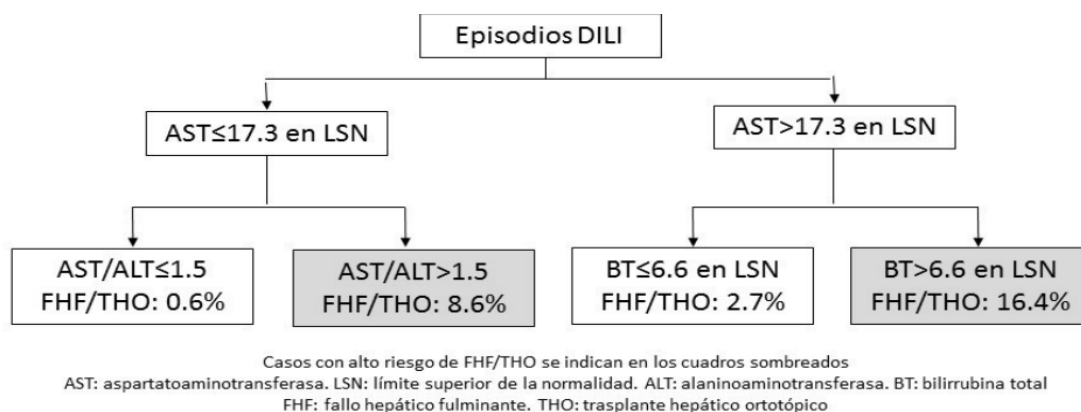 Episodios DILI
AST≤17.3 en LSN
AST>17.3 en LSN
AST/ALT≤1.5
FHF/THO: 0.6%
AST/ALT>1.5
FHF/THO: 8.6%
BT≤6.6 en LSN
FHF/THO: 2.7%
BT>6.6 en LSN
FHF/THO: 16.4%
Casos con alto riesgo de FHF/THO se indican en los cuadros sombreados
AST: aspartatoaminotransferasa. LSN: límite superior de la normalidad. ALT: alaninoaminotransferasa. BT: bilirrubina total
FHF: fallo hepático fulminante. THO: trasplante hepático ortotópico